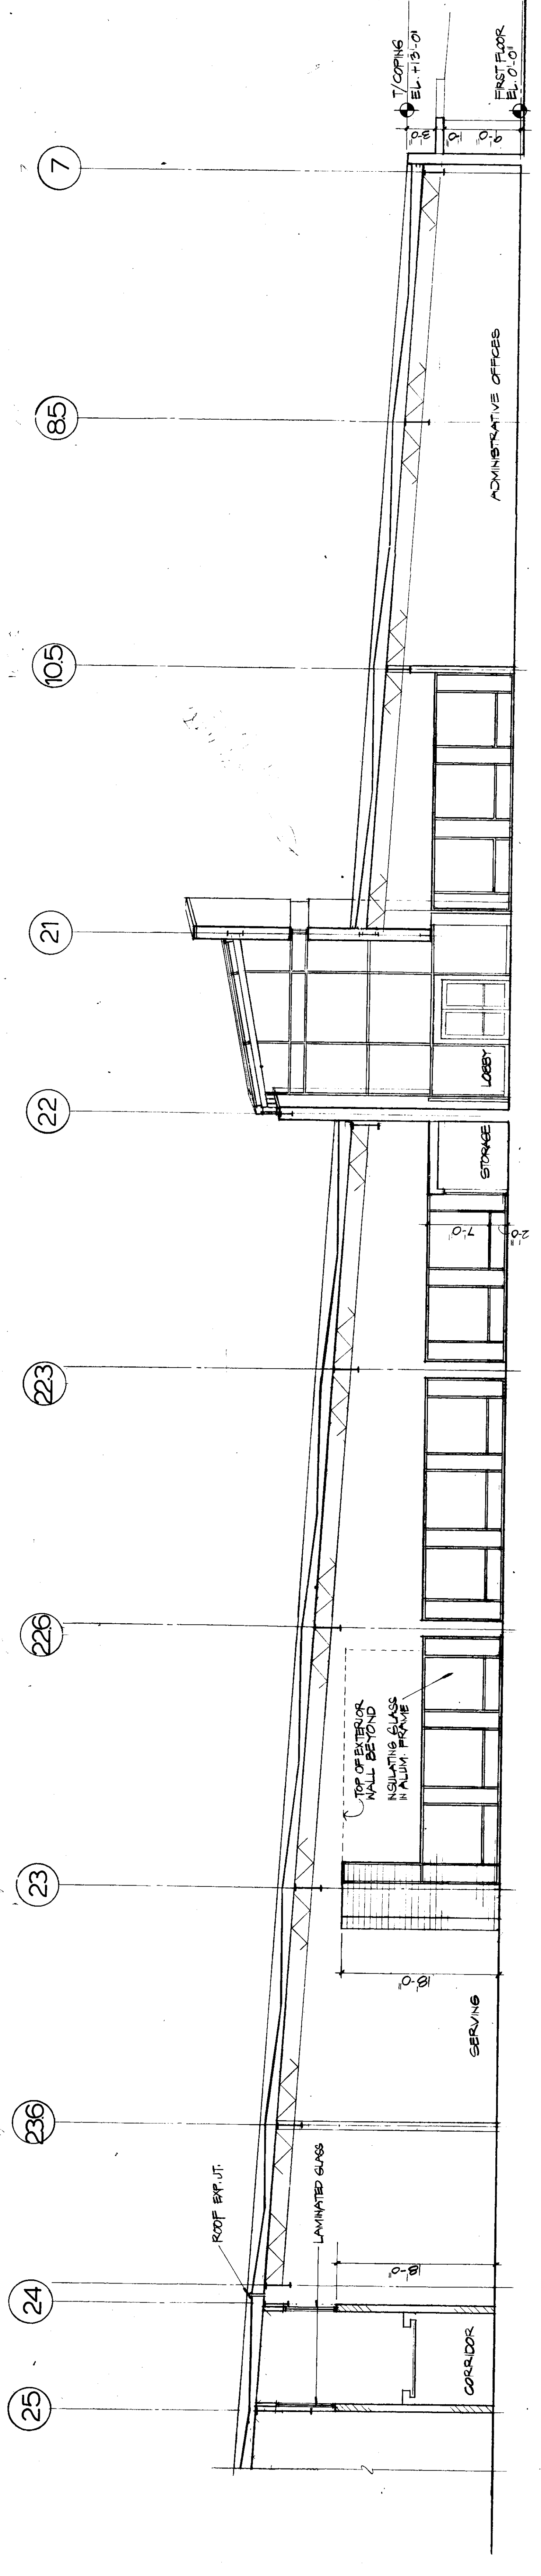 7
8.5
10.5
21
22
22.3
22.6
23
23.6
24
25
T/COPING
EL. +13'-0"
FIRST FLOOR
EL. 0'-0"
3'-0"
1'-0"
9'-0"
ADMINISTRATIVE OFFICES
LOBBY
STORAGE
7'-0"
2'-0"
TOP OF EXTERIOR
WALL BEYOND
INSULATING GLASS
IN ALUM. FRAME
18'-0"
SERVING
ROOF EXP. JT.
LAMINATED GLASS
18'-0"
CORRIDOR